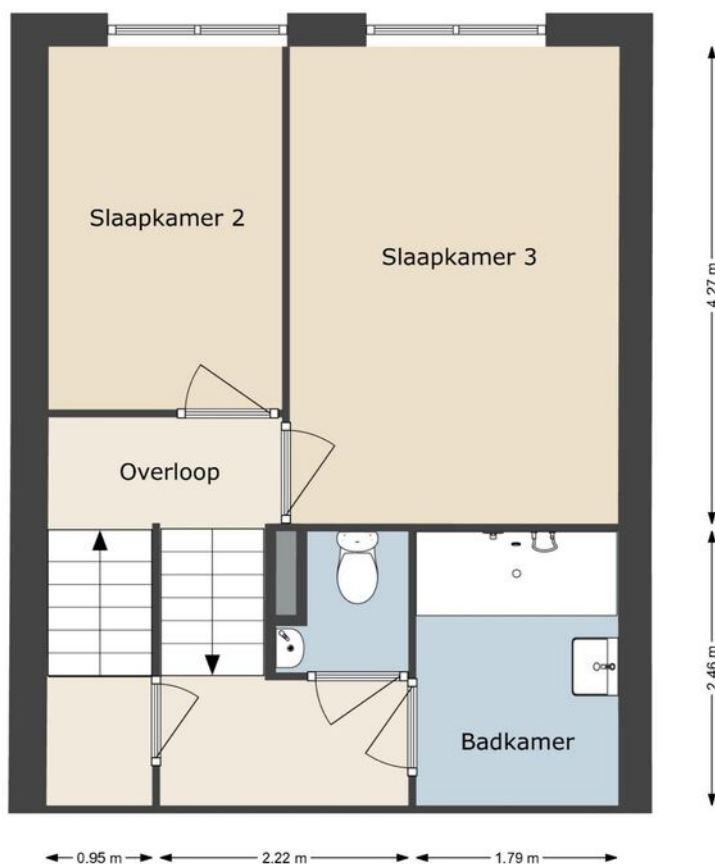 Slaapkamer 2
Slaapkamer 3
4.27 m
Overloop
2.46 m
Badkamer
0.95 m
2.22 m
1.79 m